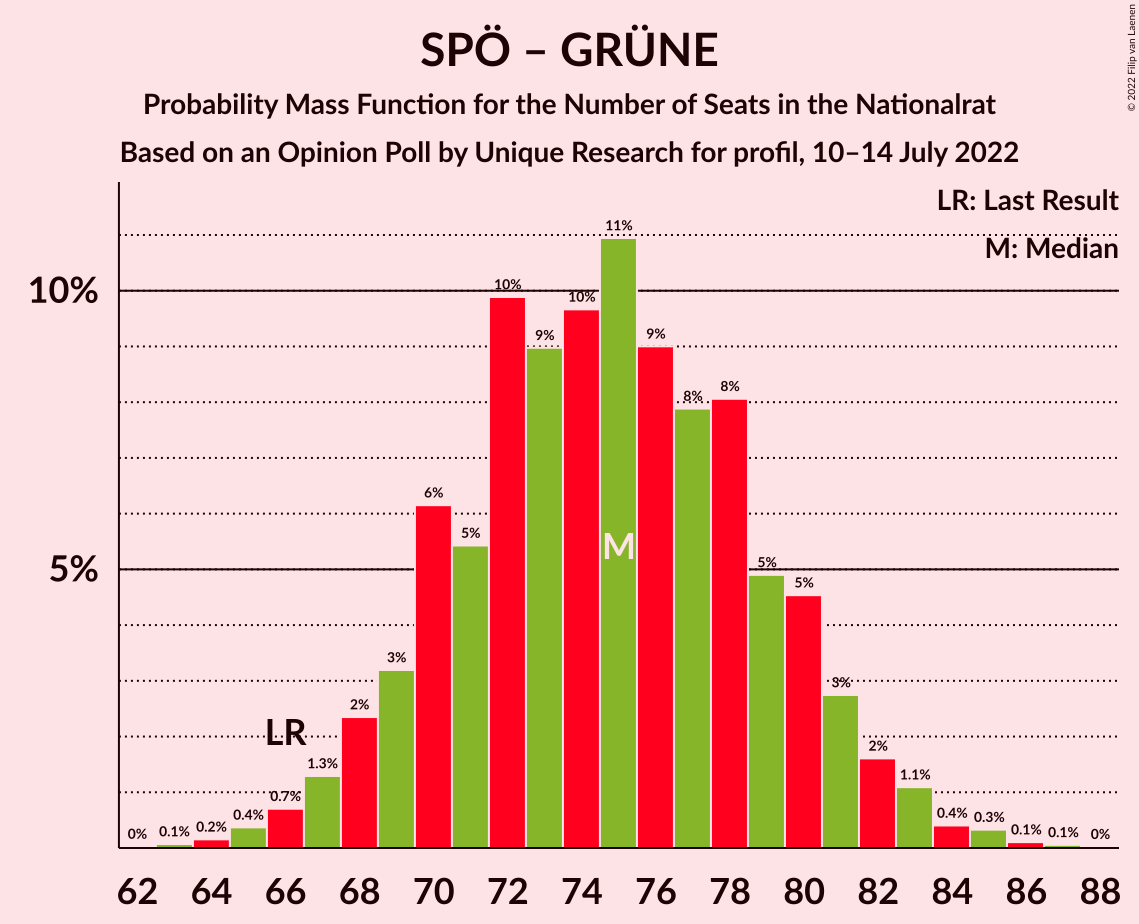 SPÖ – GRÜNE
Probability Mass Function for the Number of Seats in the Nationalrat
Based on an Opinion Poll by Unique Research for profil, 10–14 July 2022
© 2022 Filip van Laenen
LR: Last Result
M: Median
10%
5%
0% 0.1% 0.2% 0.4% 0.7% 1.3% 2% 3% 6% 5% 10% 9% 10% 11% 9% 8% 8% 5% 5% 3% 2% 1.1% 0.4% 0.3% 0.1% 0.1% 0%
LR
M
62 64 66 68 70 72 74 76 78 80 82 84 86 88